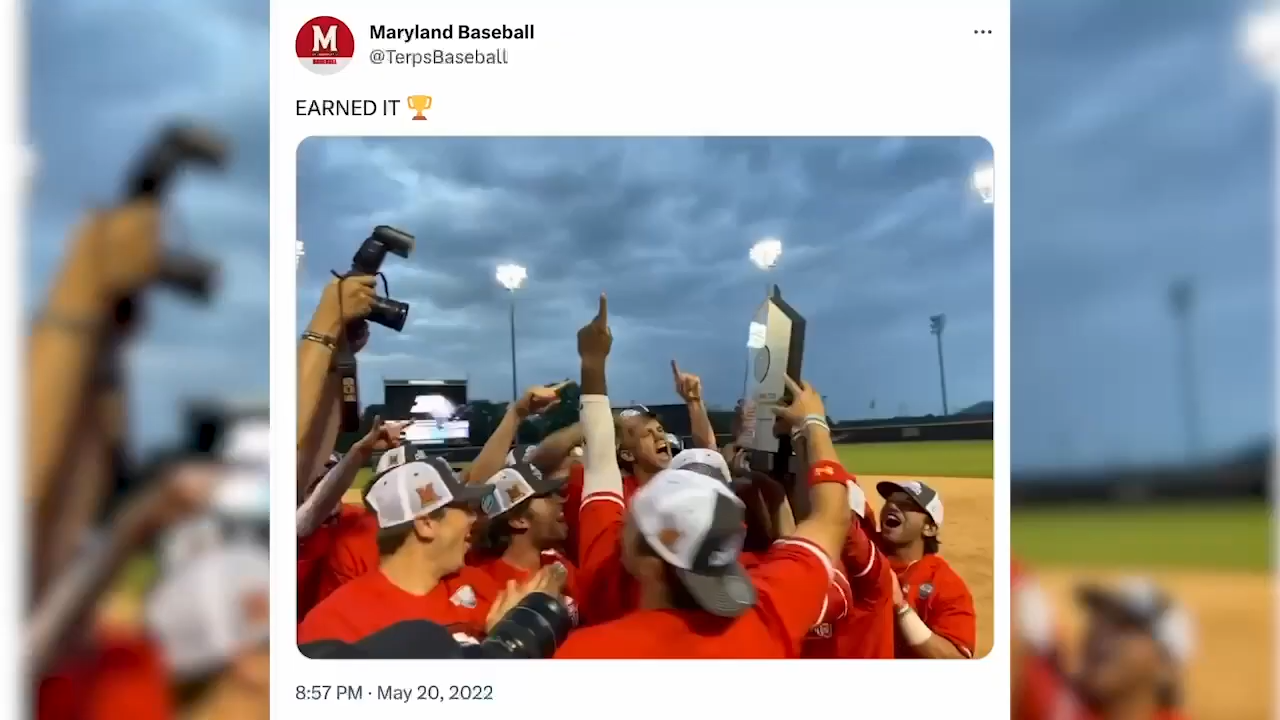 M
Maryland Baseball
@TerpsBaseball
EARNED IT 🏆
8:57 PM · May 20, 2022